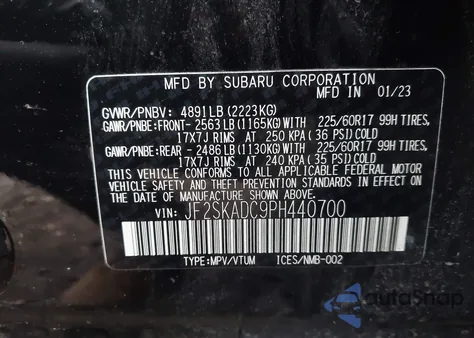 MFD BY SUBARU CORPORATION
MFD IN 01/23
GVWR/PNBV: 4891LB (2223KG)
GAWR/PNBE:FRONT- 2563LB (1165KG)WITH 225/60R17 99H TIRES,
17X7J RIMS AT 250 KPA (36 PSI)COLD
GAWR/PNBE:REAR - 2486LB (1130KG)WITH 225/60R17 99H TIRES,
17X7J RIMS AT 240 KPA (35 PSI)COLD
THIS VEHICLE CONFORMS TO ALL APPLICABLE FEDERAL MOTOR
VEHICLE SAFETY, BUMPER, AND THEFT PREVENTION STANDARDS IN EFFECT ON
THE DATE OF MANUFACTURE SHOWN ABOVE.
VIN: JF2SKADC9PH440700
TYPE:MPV/VTUM ICES/NMB-002
autoSnap